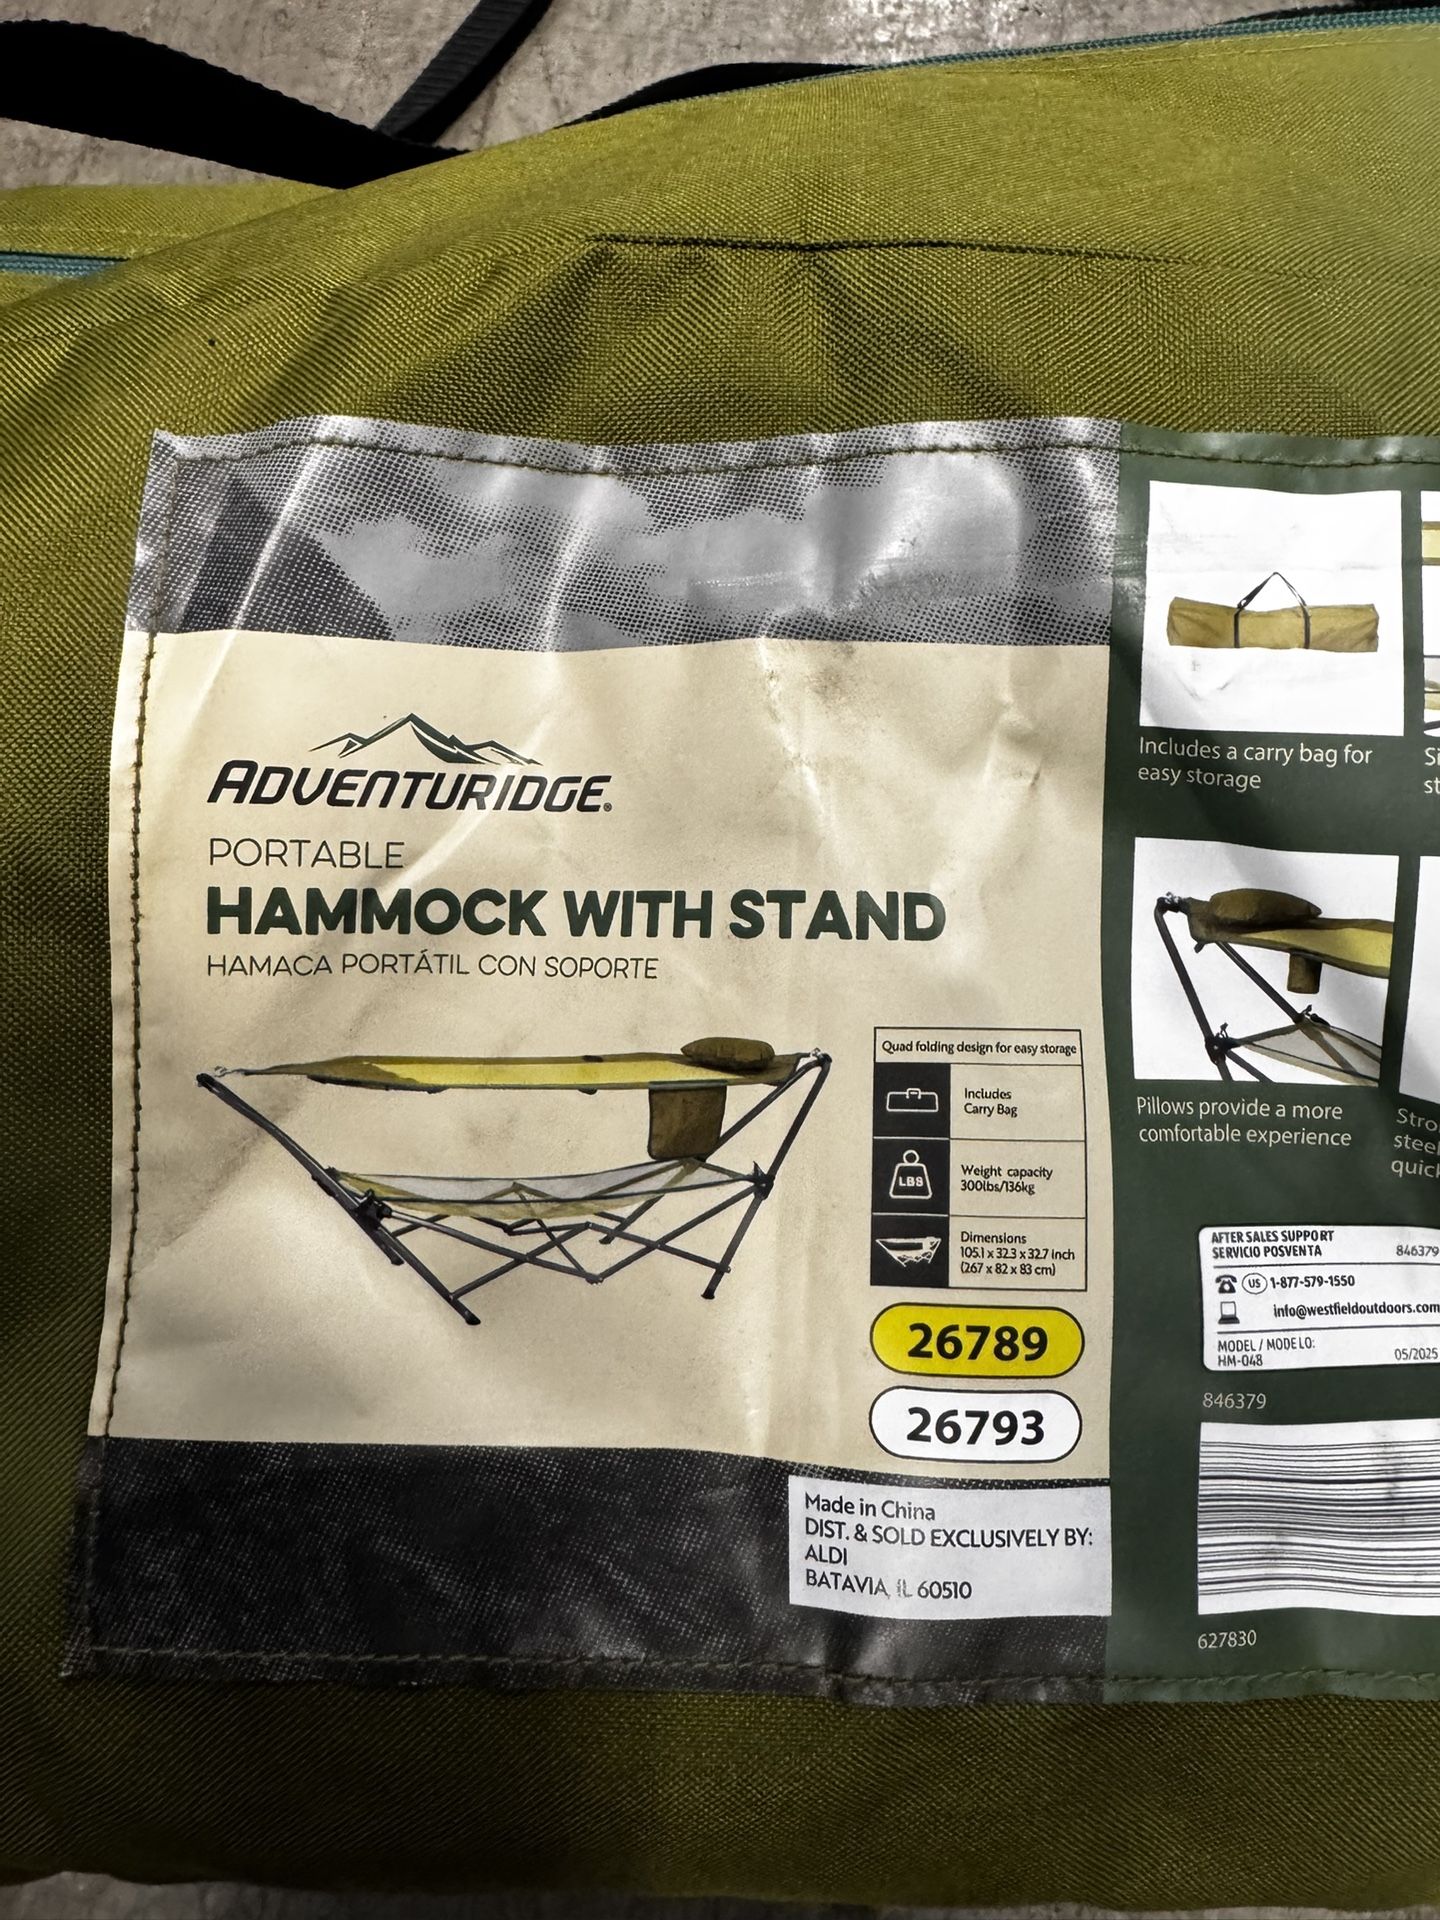 ADVENTURIDGE®
PORTABLE
HAMMOCK WITH STAND
HAMACA PORTÁTIL CON SOPORTE
Quad folding design for easy storage
Includes
Carry Bag
LBS
Weight capacity
300lbs/136kg
Dimensions
105.1 x 32.3 x 32.7 inch
(267 x 82 x 83 cm)
26789
26793
Made in China
DIST. & SOLD EXCLUSIVELY BY:
ALDI
BATAVIA, IL 60510
Includes a carry bag for
easy storage
Pillows provide a more
comfortable experience
AFTER SALES SUPPORT
SERVICIO POSVENTA 846379
US 1-877-579-1550
info@westfieldoutdoors.com
MODEL / MODELO:
HM-048 05/2025
846379
627830